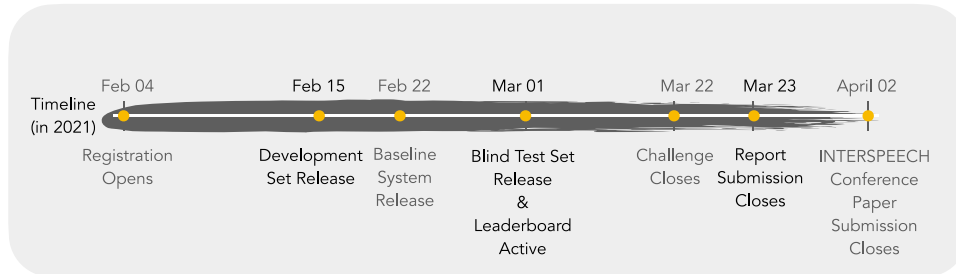 Feb 04
Feb 15
Feb 22
Mar 01
Mar 22
Mar 23
April 02
Timeline
(in 2021)
Registration
Opens
Development
Set Release
Baseline
System
Release
Blind Test Set
Release
&
Leaderboard
Active
Challenge
Closes
Report
Submission
Closes
INTERSPEECH
Conference
Paper
Submission
Closes